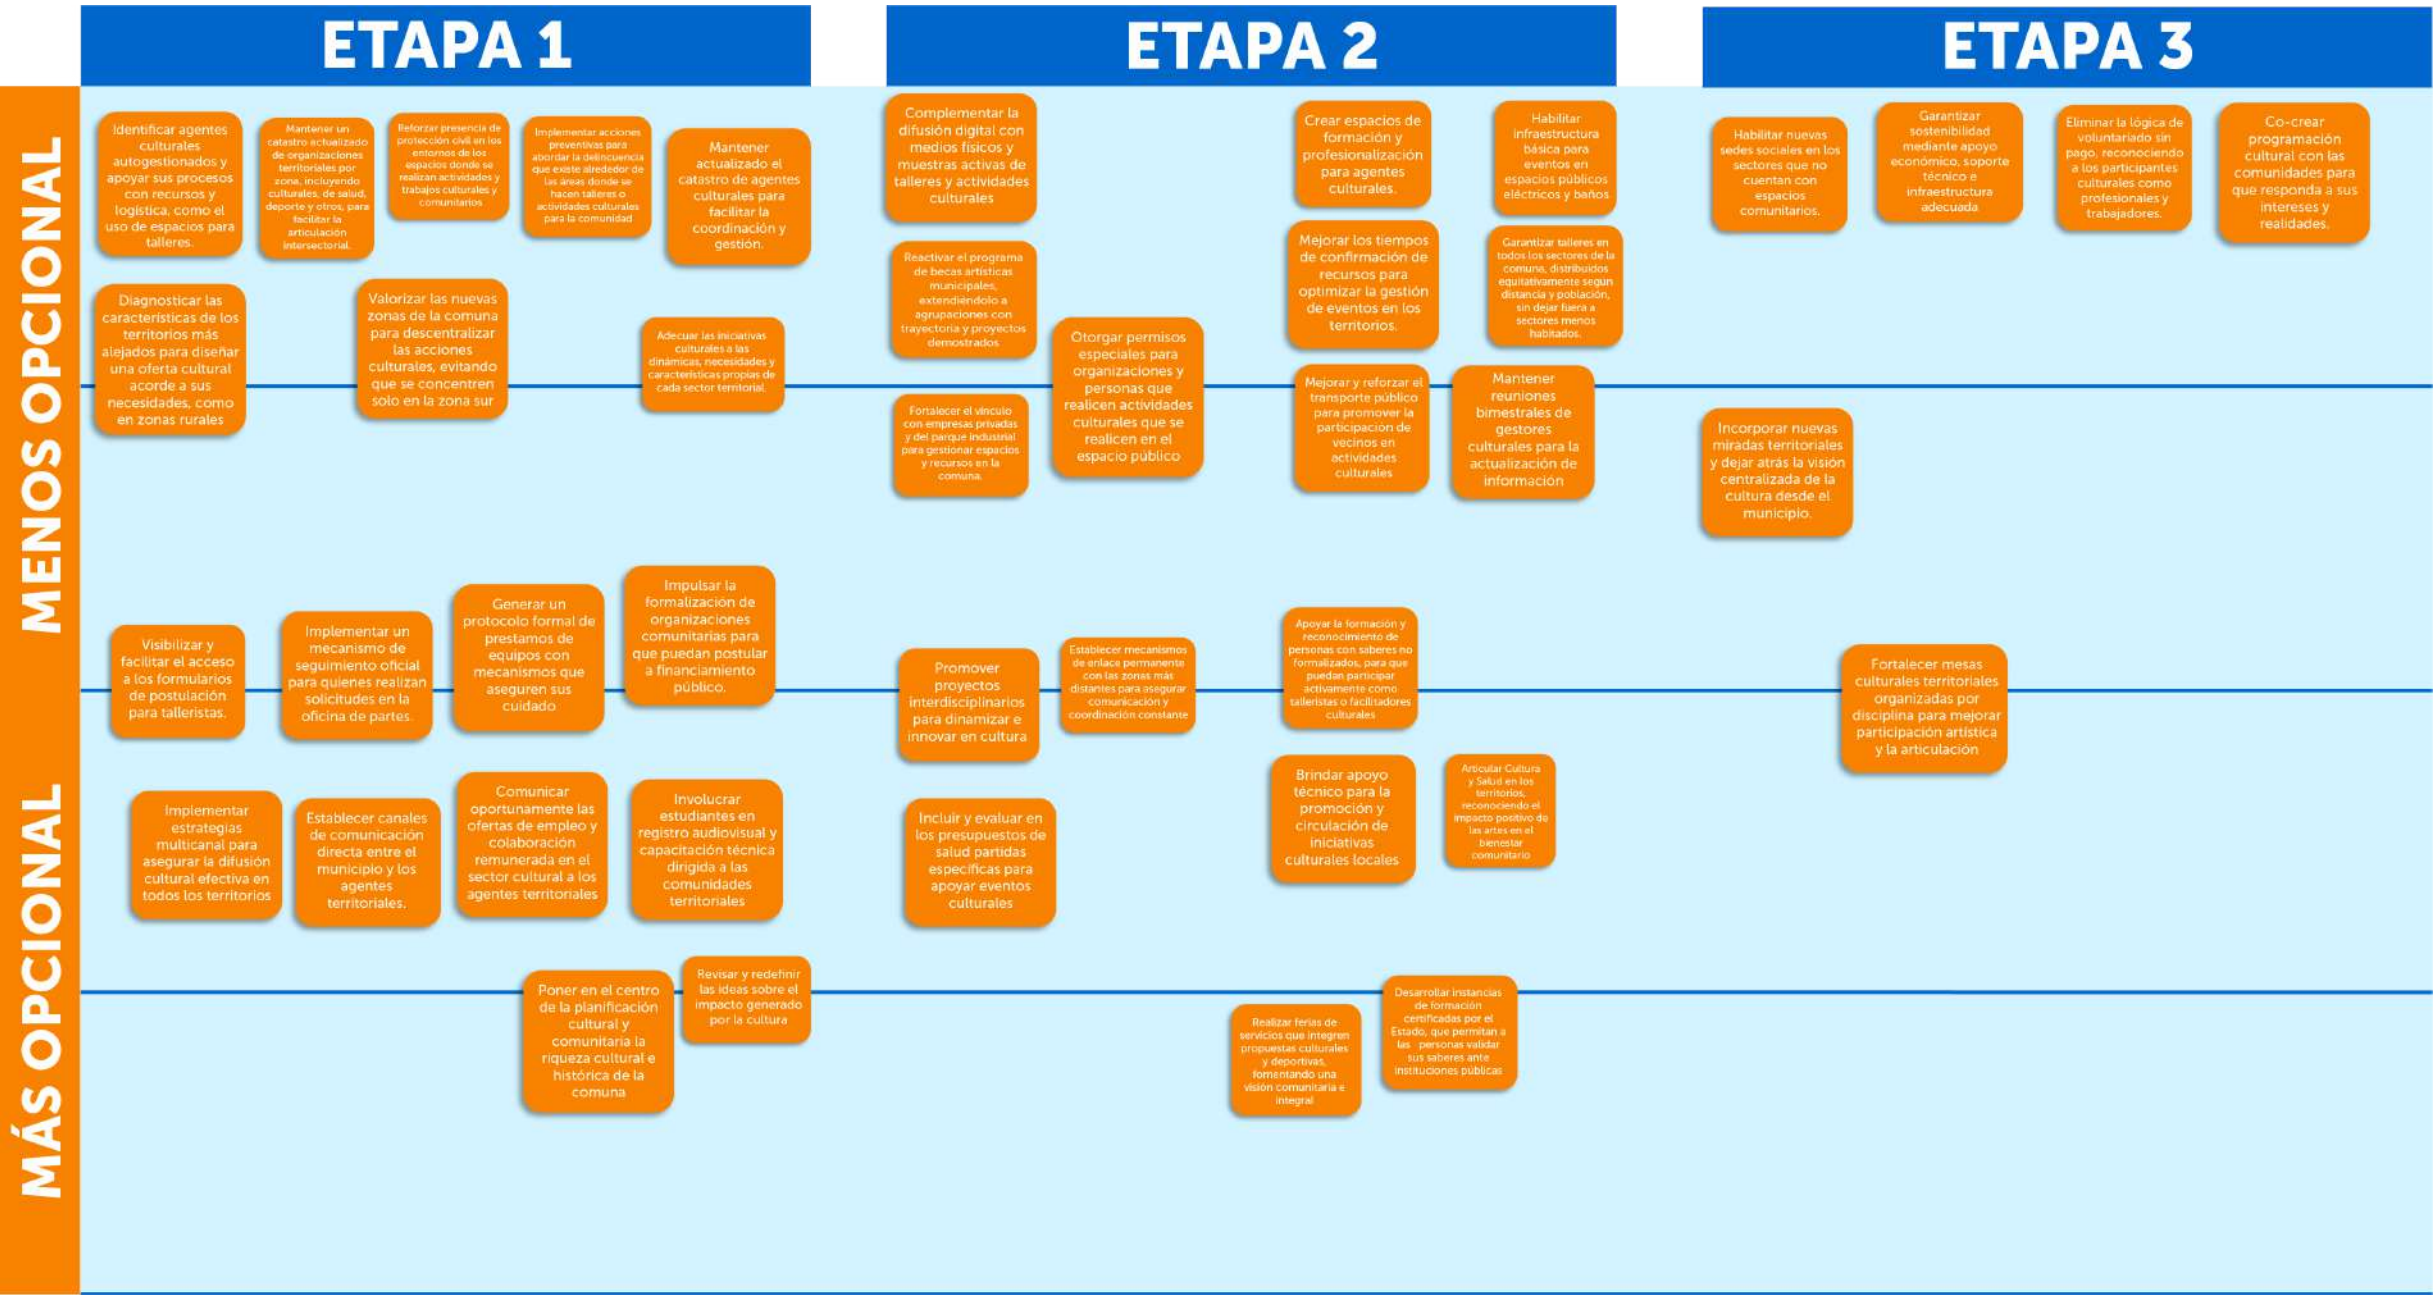 ETAPA 1
ETAPA 2
ETAPA 3
MENOS OPCIONAL
MÁS OPCIONAL
Identificar agentes
culturales
autogestionados y
apoyar sus procesos
con recursos y
logística, como el
uso de espacios para
talleres.
Mantener un
catastro actualizado
de organizaciones
territoriales por
zona, incluyendo
culturales, de salud,
deporte y otros, para
facilitar la
articulación
intersectorial.
Reforzar presencia de
protección civil en los
entornos de los
espacios donde se
realizan actividades y
trabajos culturales y
comunitarios
Implementar acciones
preventivas para
abordar la delincuencia
que existe alrededor de
las áreas donde se
hacen talleres o
actividades culturales
para la comunidad
Mantener
actualizado el
catastro de agentes
culturales para
facilitar la
coordinación y
gestión.
Diagnosticar las
características de los
territorios más
alejados para diseñar
una oferta cultural
acorde a sus
necesidades, como
en zonas rurales
Valorizar las nuevas
zonas de la comuna
para descentralizar
las acciones
culturales, evitando
que se concentren
solo en la zona sur
Adecuar las iniciativas
culturales a las
dinámicas, necesidades y
características propias de
cada sector territorial.
Visibilizar y
facilitar el acceso
a los formularios
de postulación
para talleristas.
Implementar un
mecanismo de
seguimiento oficial
para quienes realizan
solicitudes en la
oficina de partes.
Generar un
protocolo formal de
prestamos de
equipos con
mecanismos que
aseguren sus
cuidado
Impulsar la
formalización de
organizaciones
comunitarias para
que puedan postular
a financiamiento
público.
Implementar
estrategias
multicanal para
asegurar la difusión
cultural efectiva en
todos los territorios
Establecer canales
de comunicación
directa entre el
municipio y los
agentes
territoriales.
Comunicar
oportunamente las
ofertas de empleo y
colaboración
remunerada en el
sector cultural a los
agentes territoriales
Involucrar
estudiantes en
registro audiovisual y
capacitación técnica
dirigida a las
comunidades
territoriales
Poner en el centro
de la planificación
cultural y
comunitaria la
riqueza cultural e
histórica de la
comuna
Revisar y redefinir
las ideas sobre el
impacto generado
por la cultura
Complementar la
difusión digital con
medios físicos y
muestras activas de
talleres y actividades
culturales
Reactivar el programa
de becas artísticas
municipales,
extendiéndolo a
agrupaciones con
trayectoria y proyectos
demostrados
Fortalecer el vínculo
con empresas privadas
y del parque industrial
para gestionar espacios
y recursos en la
comuna.
Otorgar permisos
especiales para
organizaciones y
personas que
realicen actividades
culturales que se
realicen en el
espacio público
Crear espacios de
formación y
profesionalización
para agentes
culturales.
Habilitar
infraestructura
básica para
eventos en
espacios públicos
eléctricos y baños
Mejorar los tiempos
de confirmación de
recursos para
optimizar la gestión
de eventos en los
territorios.
Garantizar talleres en
todos los sectores de la
comuna, distribuidos
equitativamente según
distancia y población,
sin dejar fuera a
sectores menos
habitados.
Mejorar y reforzar el
transporte público
para promover la
participación de
vecinos en
actividades
culturales
Mantener
reuniones
bimestrales de
gestores
culturales para la
actualización de
información
Promover
proyectos
interdisciplinarios
para dinamizar e
innovar en cultura
Establecer mecanismos
de enlace permanente
con las zonas más
distantes para asegurar
comunicación y
coordinación constante
Apoyar la formación y
reconocimiento de
personas con saberes no
formalizados, para que
puedan participar
activamente como
talleristas o facilitadores
culturales
Incluir y evaluar en
los presupuestos de
salud partidas
específicas para
apoyar eventos
culturales
Brindar apoyo
técnico para la
promoción y
circulación de
iniciativas
culturales locales
Articular Cultura
y Salud en los
territorios,
reconociendo el
impacto positivo de
las artes en el
bienestar
comunitario
Realizar ferias de
servicios que integren
propuestas culturales
y deportivas,
fomentando una
visión comunitaria e
integral
Desarrollar instancias
de formación
certificadas por el
Estado, que permitan a
las personas validar
sus saberes ante
instituciones públicas
Habilitar nuevas
sedes sociales en los
sectores que no
cuentan con
espacios
comunitarios.
Garantizar
sostenibilidad
mediante apoyo
económico, soporte
técnico e
infraestructura
adecuada
Eliminar la lógica de
voluntariado sin
pago, reconociendo
a los participantes
culturales como
profesionales y
trabajadores.
Co-crear
programación
cultural con las
comunidades para
que responda a sus
intereses y
realidades.
Incorporar nuevas
miradas territoriales
y dejar atrás la visión
centralizada de la
cultura desde el
municipio.
Fortalecer mesas
culturales territoriales
organizadas por
disciplina para mejorar
participación artística
y la articulación